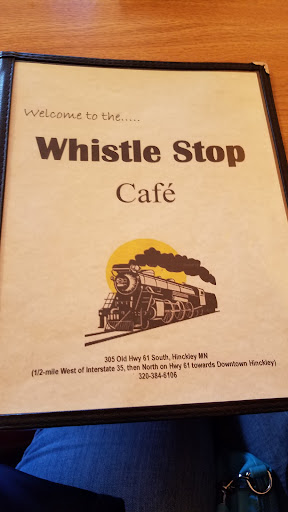 Welcome to the.....
Whistle Stop
Café
305 Old Hwy 61 South, Hinckley MN
(1/2-mile West of Interstate 35, then North on Hwy 61 towards Downtown Hinckley)
320-384-6106